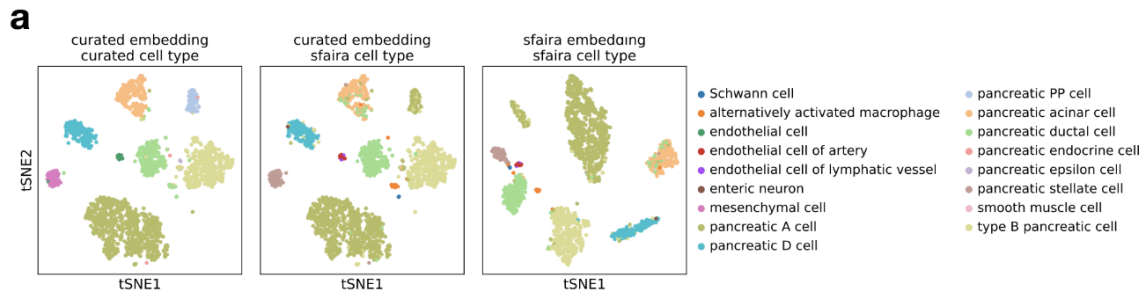 a
curated embedding
curated cell type
curated embedding
sfaira cell type
sfaira embedding
sfaira cell type
tSNE2
tSNE1
tSNE1
tSNE1
Schwann cell
alternatively activated macrophage
endothelial cell
endothelial cell of artery
endothelial cell of lymphatic vessel
enteric neuron
mesenchymal cell
pancreatic A cell
pancreatic D cell
pancreatic PP cell
pancreatic acinar cell
pancreatic ductal cell
pancreatic endocrine cell
pancreatic epsilon cell
pancreatic stellate cell
smooth muscle cell
type B pancreatic cell